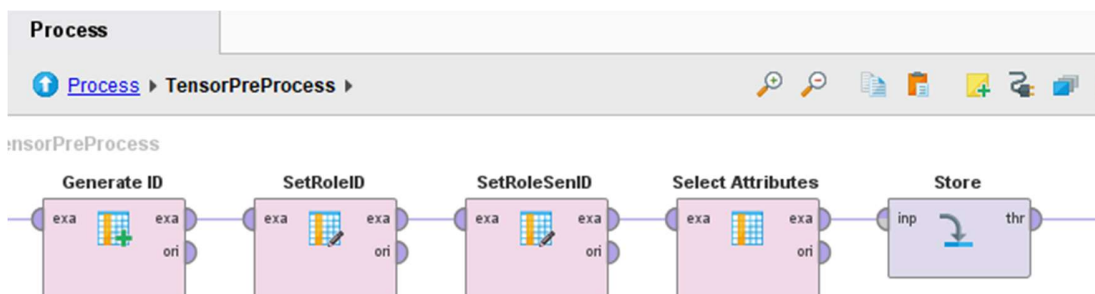 Process
Process ▸ TensorPreProcess ▸
ensorPreProcess
Generate ID SetRoleID SetRoleSenID Select Attributes Store
exa exa exa exa exa exa exa exa inp thr
ori ori ori ori